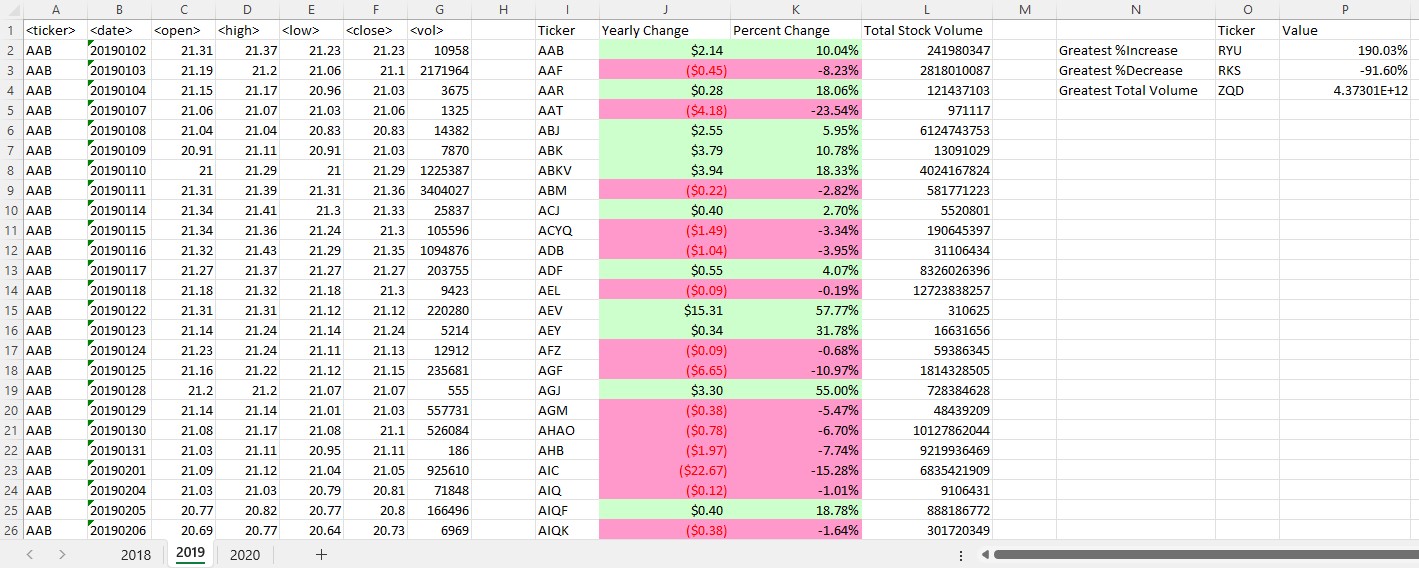 A B C D E F G H I J K L M N O P
1 <ticker> <date> <open> <high> <low> <close> <vol> Ticker Yearly Change Percent Change Total Stock Volume Ticker Value
2 AAB 20190102 21.31 21.37 21.23 21.23 10958 AAB $2.14 10.04% 241980347 Greatest %Increase RYU 190.03%
3 AAB 20190103 21.19 21.2 21.06 21.1 2171964 AAF ($0.45) -8.23% 2818010087 Greatest %Decrease RKS -91.60%
4 AAB 20190104 21.15 21.17 20.96 21.03 3675 AAR $0.28 18.06% 121437103 Greatest Total Volume ZQD 4.37301E+12
5 AAB 20190107 21.06 21.07 21.03 21.06 1325 AAT ($4.18) -23.54% 971117
6 AAB 20190108 21.04 21.04 20.83 20.83 14382 ABJ $2.55 5.95% 6124743753
7 AAB 20190109 20.91 21.11 20.91 21.03 7870 ABK $3.79 10.78% 13091029
8 AAB 20190110 21 21.29 21 21.29 1225387 ABKV $3.94 18.33% 4024167824
9 AAB 20190111 21.31 21.39 21.31 21.36 3404027 ABM ($0.22) -2.82% 581771223
10 AAB 20190114 21.34 21.41 21.3 21.33 25837 ACJ $0.40 2.70% 5520801
11 AAB 20190115 21.34 21.36 21.24 21.3 105596 ACYQ ($1.49) -3.34% 190645397
12 AAB 20190116 21.32 21.43 21.29 21.35 1094876 ADB ($1.04) -3.95% 31106434
13 AAB 20190117 21.27 21.37 21.27 21.27 203755 ADF $0.55 4.07% 8326026396
14 AAB 20190118 21.18 21.32 21.18 21.3 9423 AEL ($0.09) -0.19% 12723838257
15 AAB 20190122 21.31 21.31 21.12 21.12 220280 AEV $15.31 57.77% 310625
16 AAB 20190123 21.14 21.24 21.14 21.24 5214 AEY $0.34 31.78% 16631656
17 AAB 20190124 21.23 21.24 21.11 21.13 12912 AFZ ($0.09) -0.68% 59386345
18 AAB 20190125 21.16 21.22 21.12 21.15 235681 AGF ($6.65) -10.97% 1814328505
19 AAB 20190128 21.2 21.2 21.07 21.07 555 AGJ $3.30 55.00% 728384628
20 AAB 20190129 21.14 21.14 21.01 21.03 557731 AGM ($0.38) -5.47% 48439209
21 AAB 20190130 21.08 21.17 21.08 21.1 526084 AHAO ($0.78) -6.70% 10127862044
22 AAB 20190131 21.03 21.11 20.95 21.11 186 AHB ($1.97) -7.74% 9219936469
23 AAB 20190201 21.09 21.12 21.04 21.05 925610 AIC ($22.67) -15.28% 6835421909
24 AAB 20190204 21.03 21.03 20.79 20.81 71848 AIQ ($0.12) -1.01% 9106431
25 AAB 20190205 20.77 20.82 20.77 20.8 166496 AIQF $0.40 18.78% 888186772
26 AAB 20190206 20.69 20.77 20.64 20.73 6969 AIQK ($0.38) -1.64% 301720349
2018 2019 2020